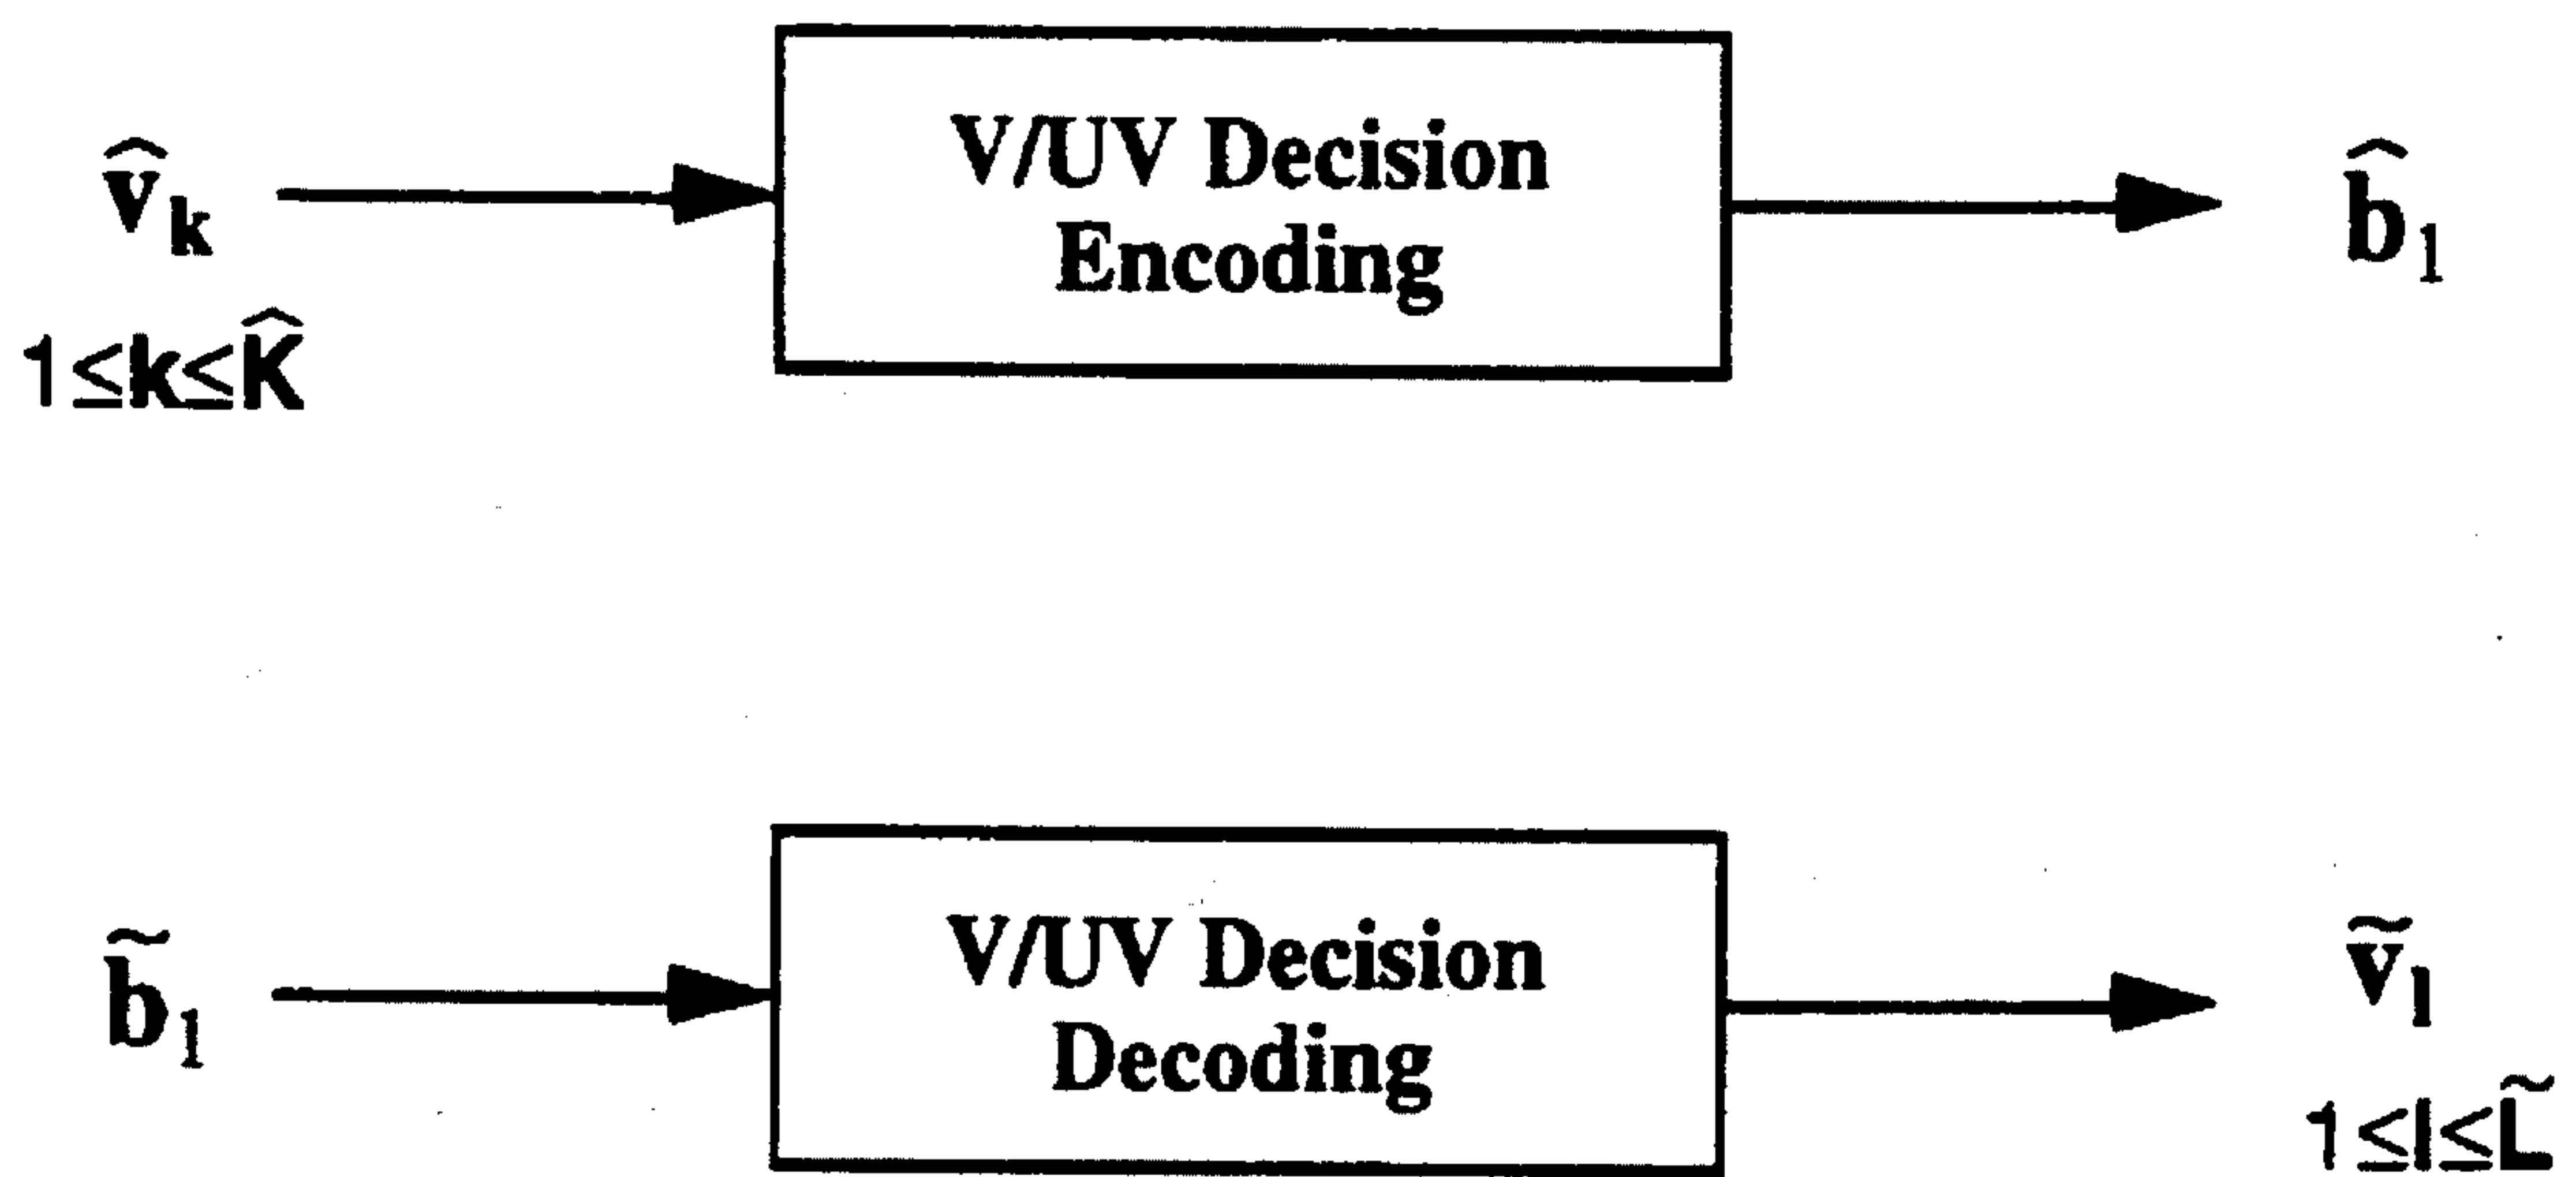 v̂ₖ
V/UV Decision
Encoding
b̂₁
1≤k≤K̂
b̃₁
V/UV Decision
Decoding
ṽₗ
1≤l≤L̃